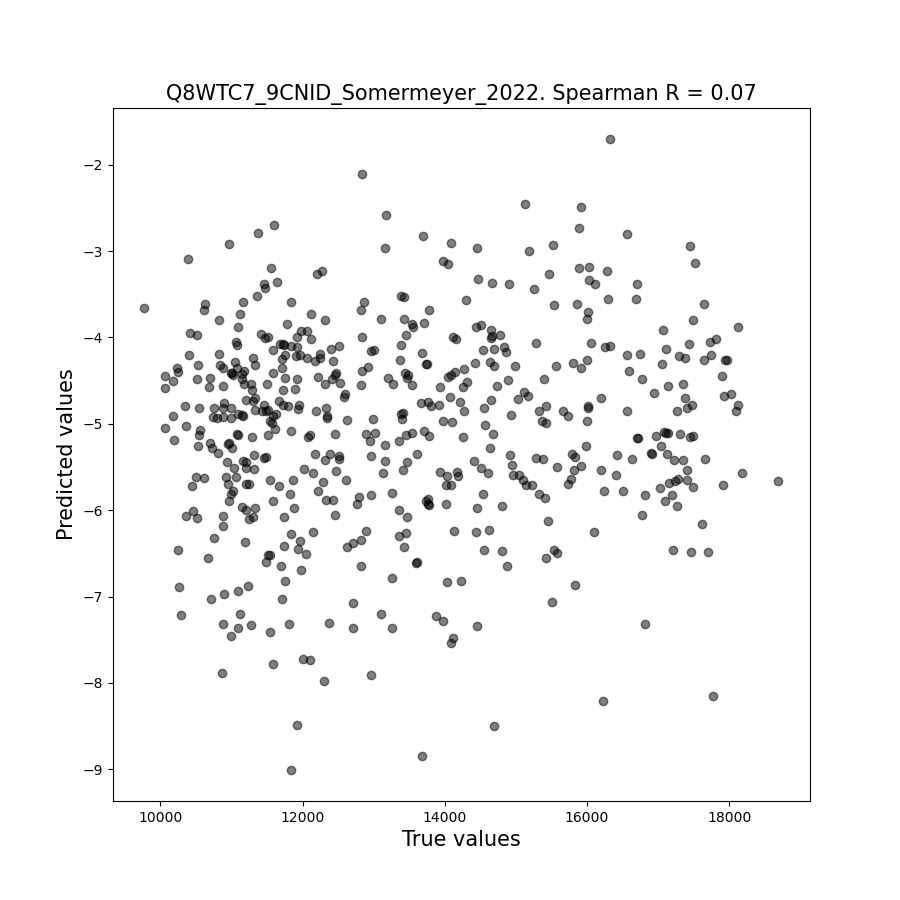 Q8WTC7_9CNID_Somermeyer_2022. Spearman R = 0.07
−2
−3
−4
−5
−6
−7
−8
−9
Predicted values
10000 12000 14000 16000 18000
True values